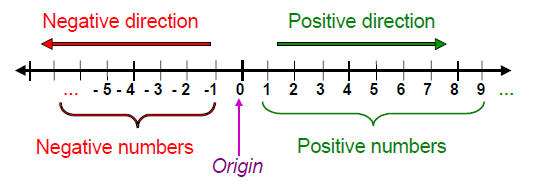 Negative direction Positive direction
... - 5 - 4 - 3 - 2 -1 0 1 2 3 4 5 6 7 8 9 ...
Negative numbers Positive numbers
Origin